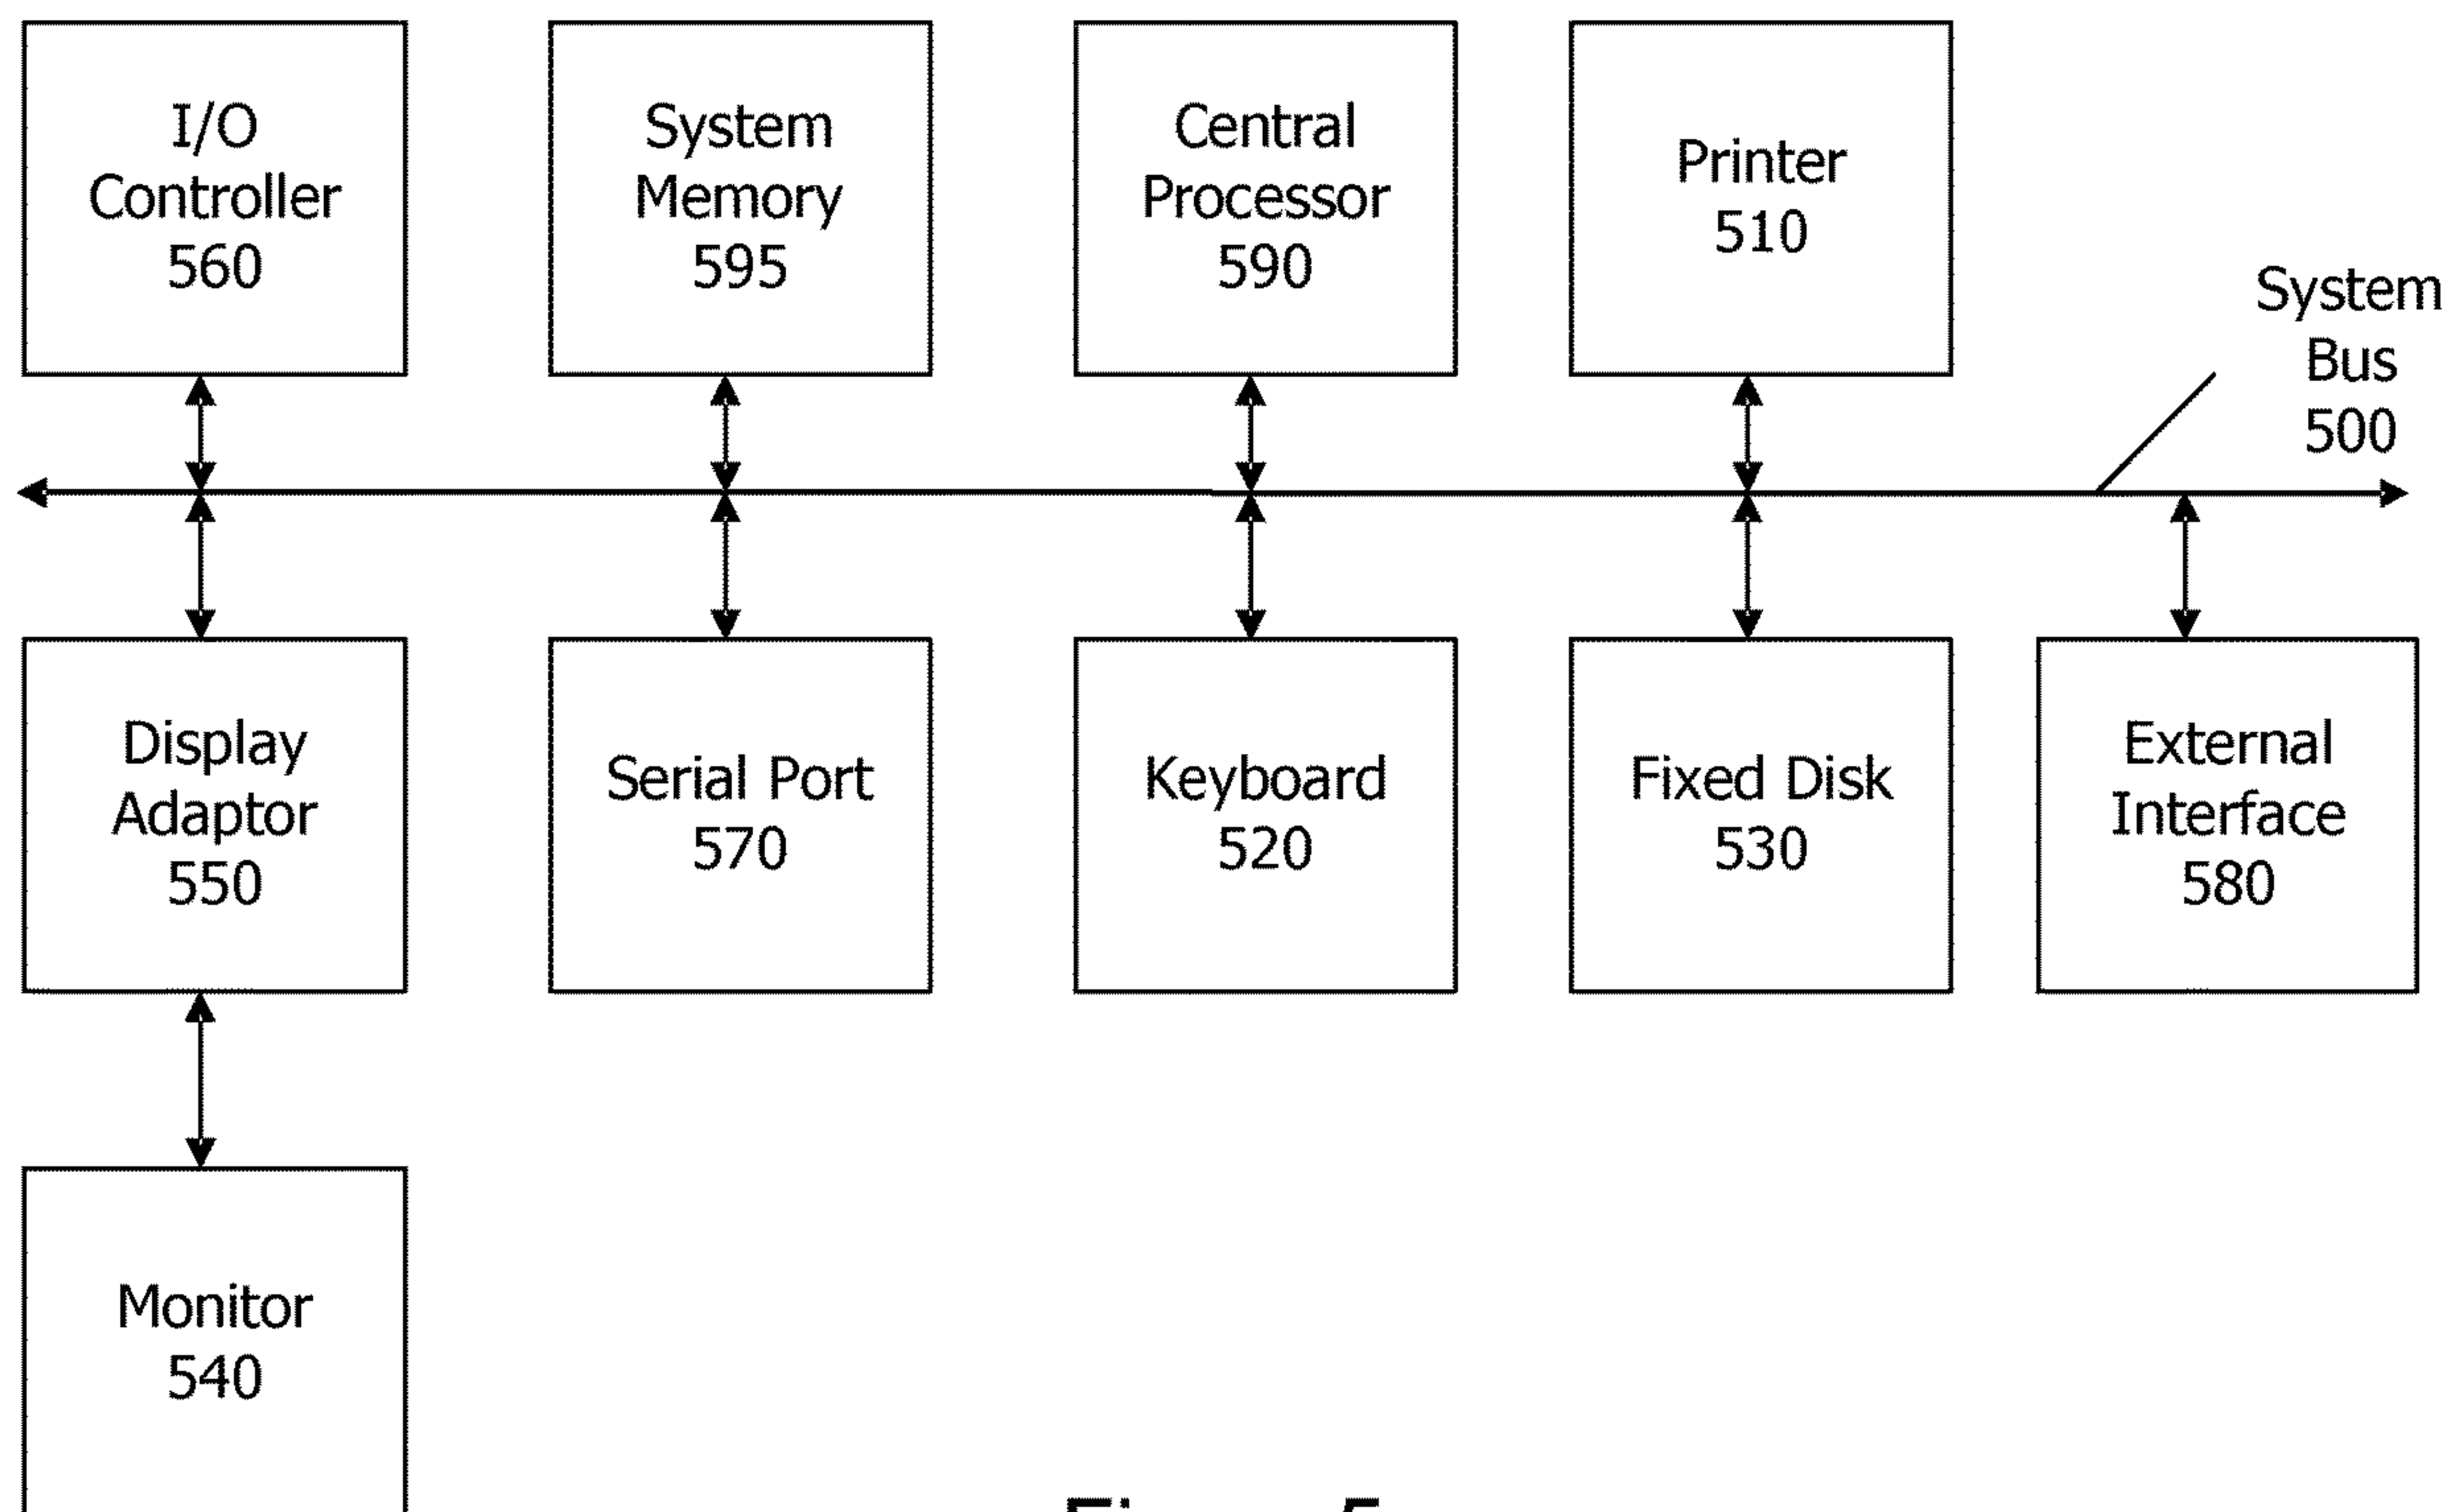 I/O
Controller
560
System
Memory
595
Central
Processor
590
Printer
510
System
Bus
500
Display
Adaptor
550
Serial Port
570
Keyboard
520
Fixed Disk
530
External
Interface
580
Monitor
540